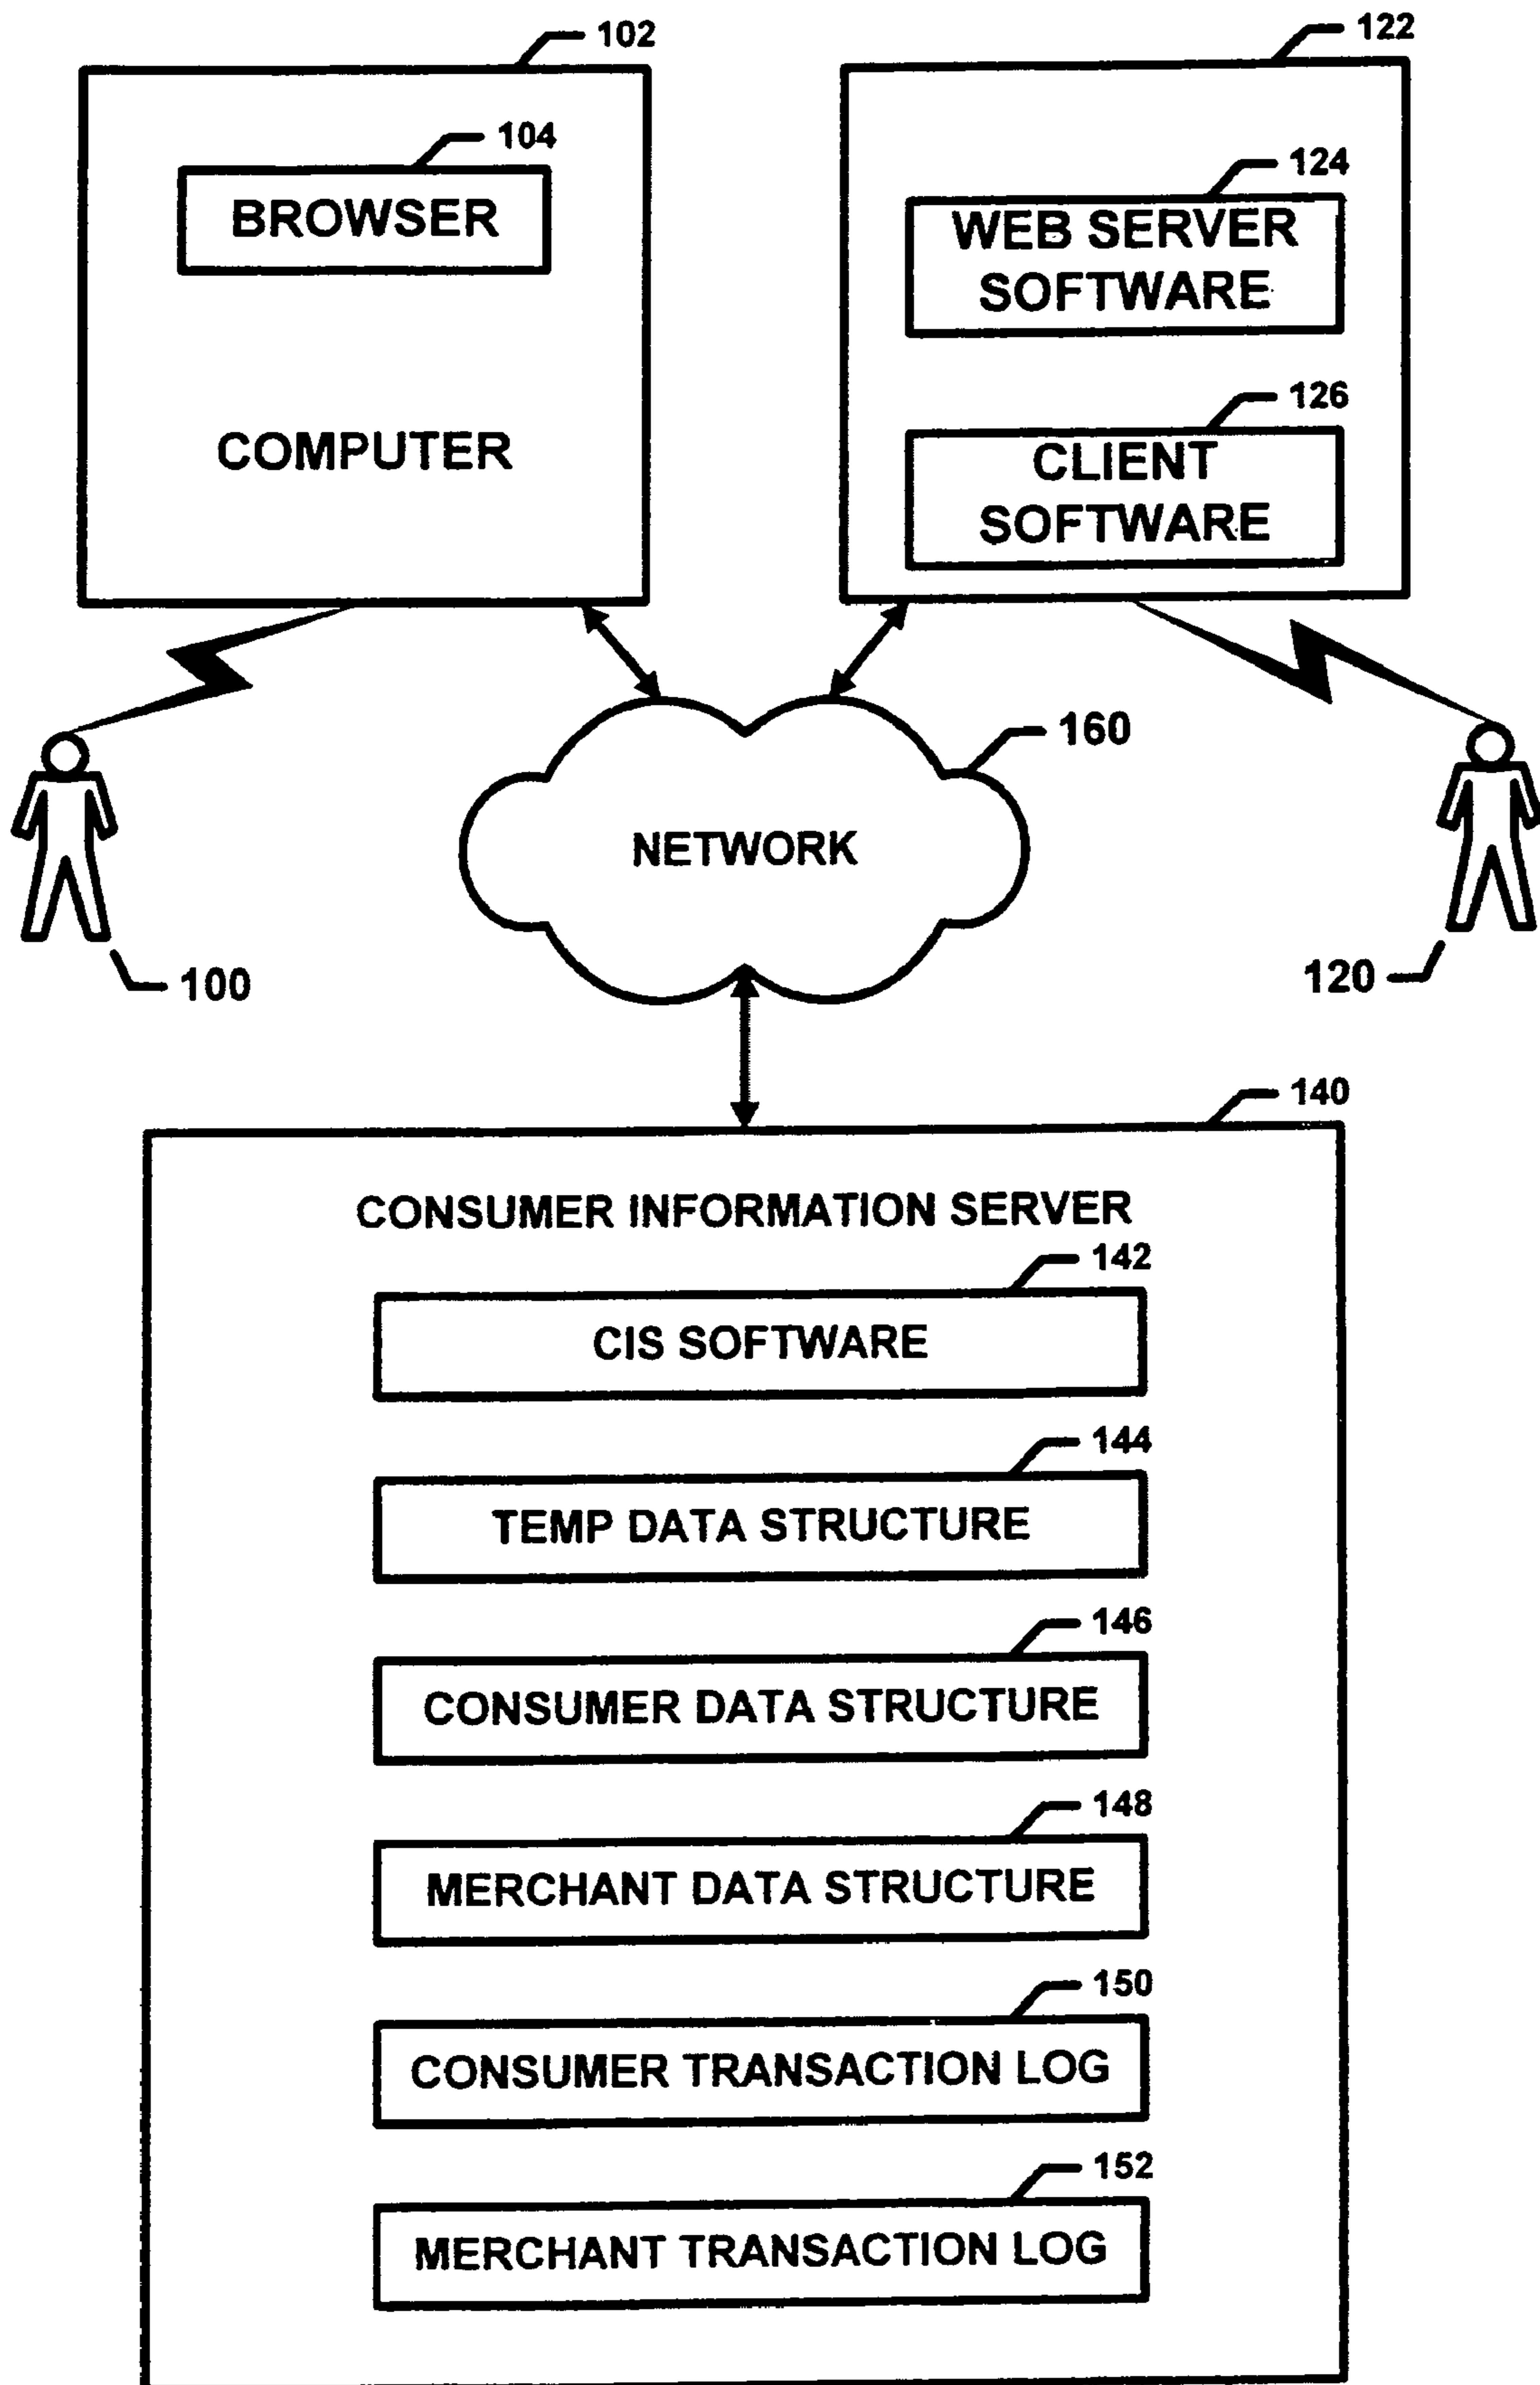 102
104
BROWSER
COMPUTER
122
124
WEB SERVER
SOFTWARE
126
CLIENT
SOFTWARE
160
NETWORK
100
120
140
CONSUMER INFORMATION SERVER
142
CIS SOFTWARE
144
TEMP DATA STRUCTURE
146
CONSUMER DATA STRUCTURE
148
MERCHANT DATA STRUCTURE
150
CONSUMER TRANSACTION LOG
152
MERCHANT TRANSACTION LOG